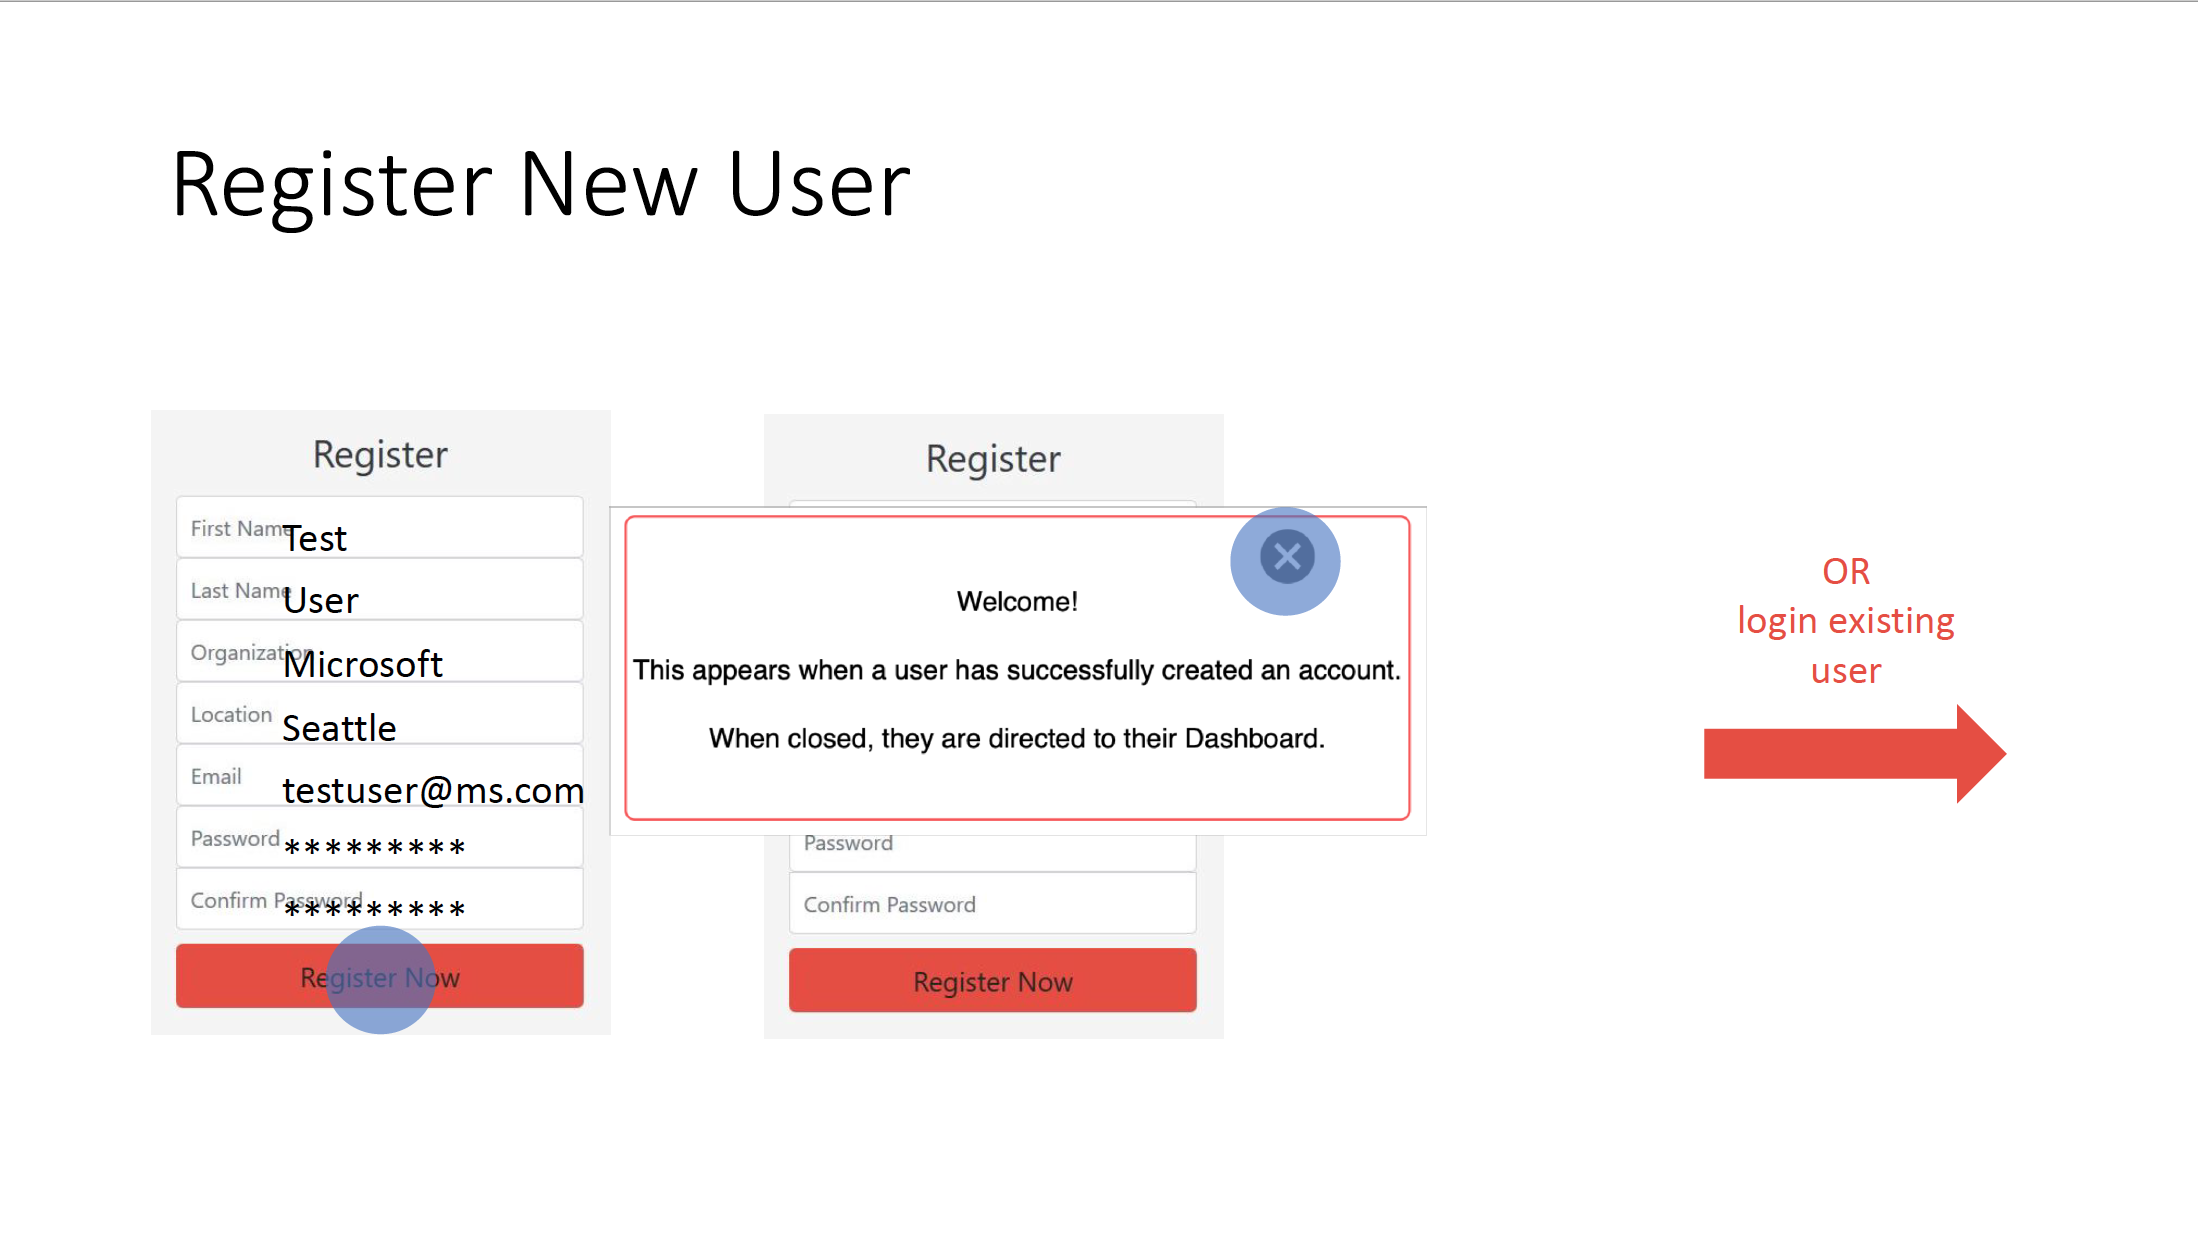 Register New User
Register
First Name
Test
Last Name
User
Organization
Microsoft
Location
Seattle
Email
testuser@ms.com
Password
*********
Confirm Password
*********
Register Now
Register
Welcome!
This appears when a user has successfully created an account.
When closed, they are directed to their Dashboard.
Password
Confirm Password
Register Now
OR
login existing
user